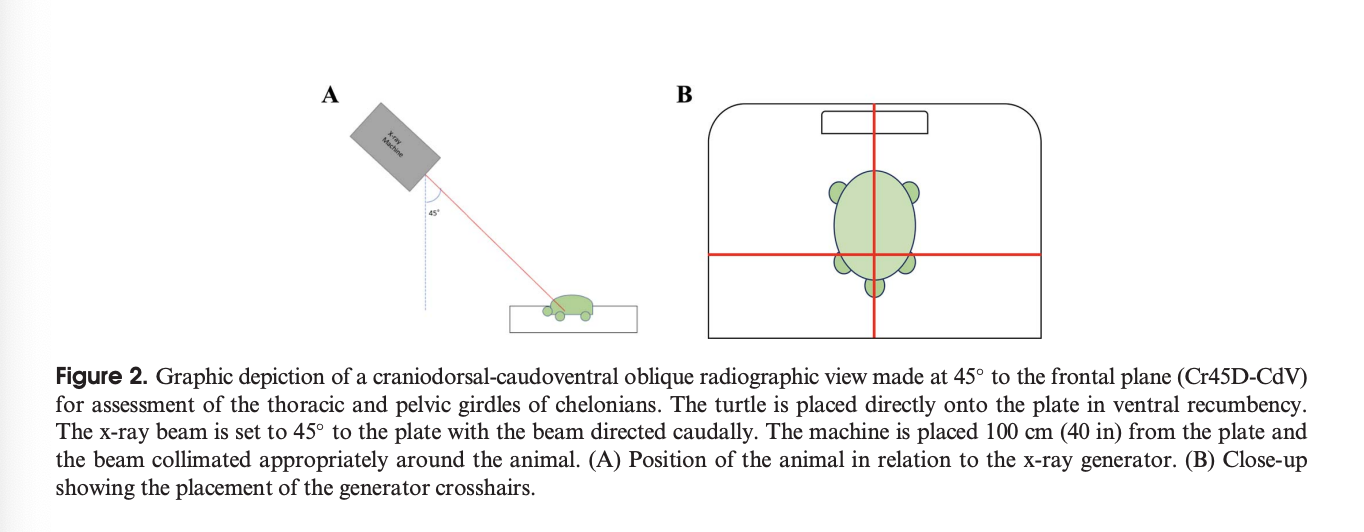 A
B
X-ray
Machine
45°
Figure 2. Graphic depiction of a craniodorsal-caudoventral oblique radiographic view made at 45° to the frontal plane (Cr45D-CdV)
for assessment of the thoracic and pelvic girdles of chelonians. The turtle is placed directly onto the plate in ventral recumbency.
The x-ray beam is set to 45° to the plate with the beam directed caudally. The machine is placed 100 cm (40 in) from the plate and
the beam collimated appropriately around the animal. (A) Position of the animal in relation to the x-ray generator. (B) Close-up
showing the placement of the generator crosshairs.